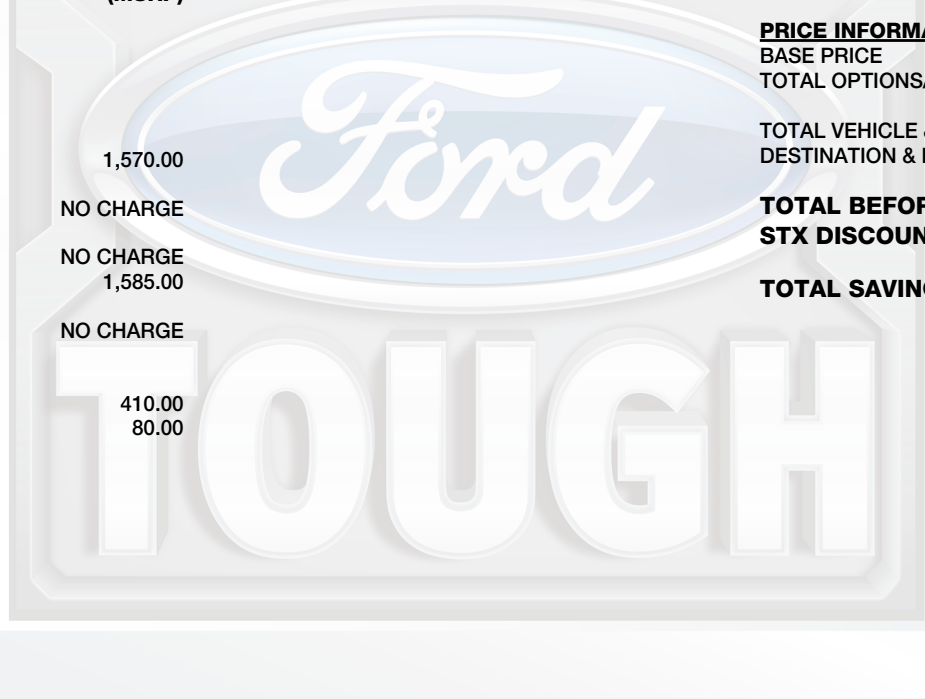 (MSRP)
1,570.00
NO CHARGE
NO CHARGE
1,585.00
NO CHARGE
410.00
80.00
PRICE INFORMA
BASE PRICE
TOTAL OPTIONS
TOTAL VEHICLE &
DESTINATION &
TOTAL BEFOR
STX DISCOUN
TOTAL SAVIN
Ford
TOUGH